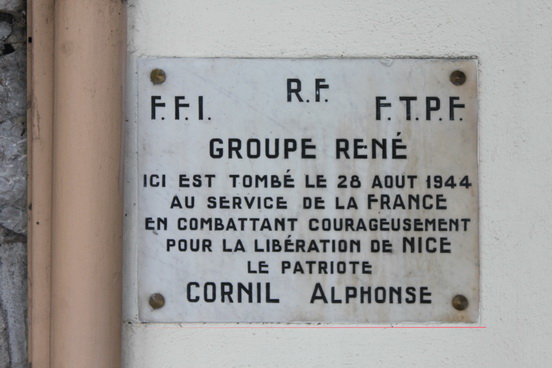 R.F.
F.F.I. F.T.P.F.
GROUPE RENÉ
ICI EST TOMBÉ LE 28 AOUT 1944
AU SERVICE DE LA FRANCE
EN COMBATTANT COURAGEUSEMENT
POUR LA LIBÉRATION DE NICE
LE PATRIOTE
CORNIL ALPHONSE